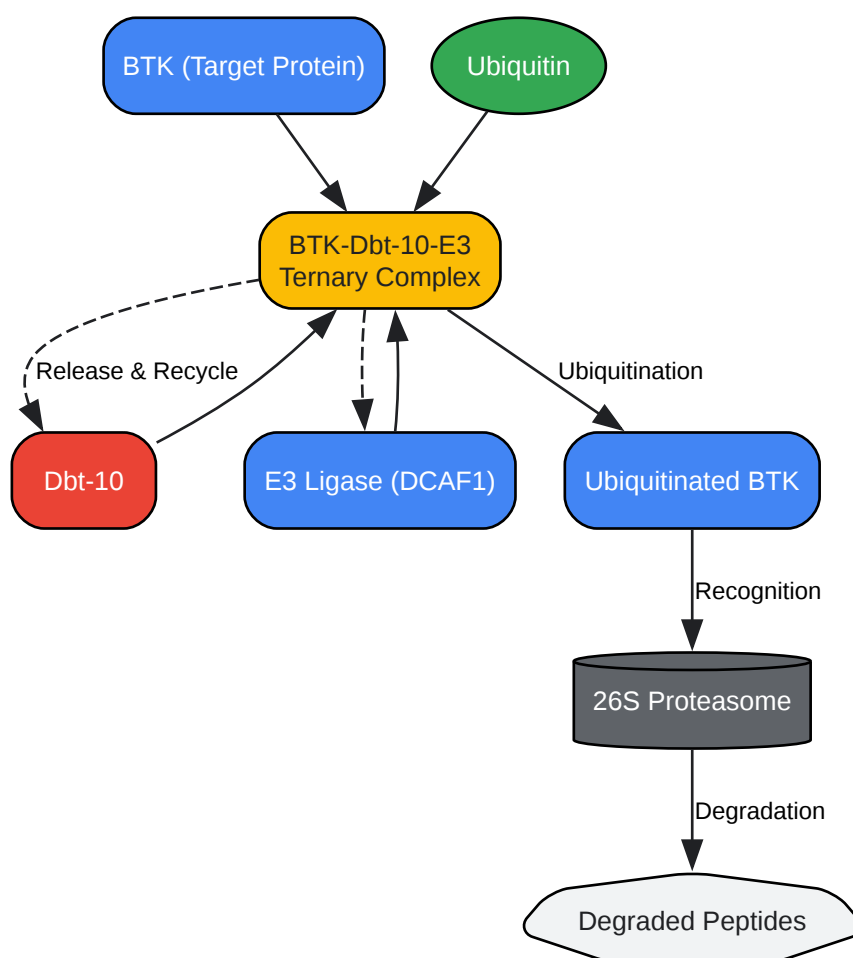 BTK (Target Protein)
Ubiquitin
BTK-Dbt-10-E3
Ternary Complex
Release & Recycle
Ubiquitination
Dbt-10
E3 Ligase (DCAF1)
Ubiquitinated BTK
Recognition
26S Proteasome
Degradation
Degraded Peptides